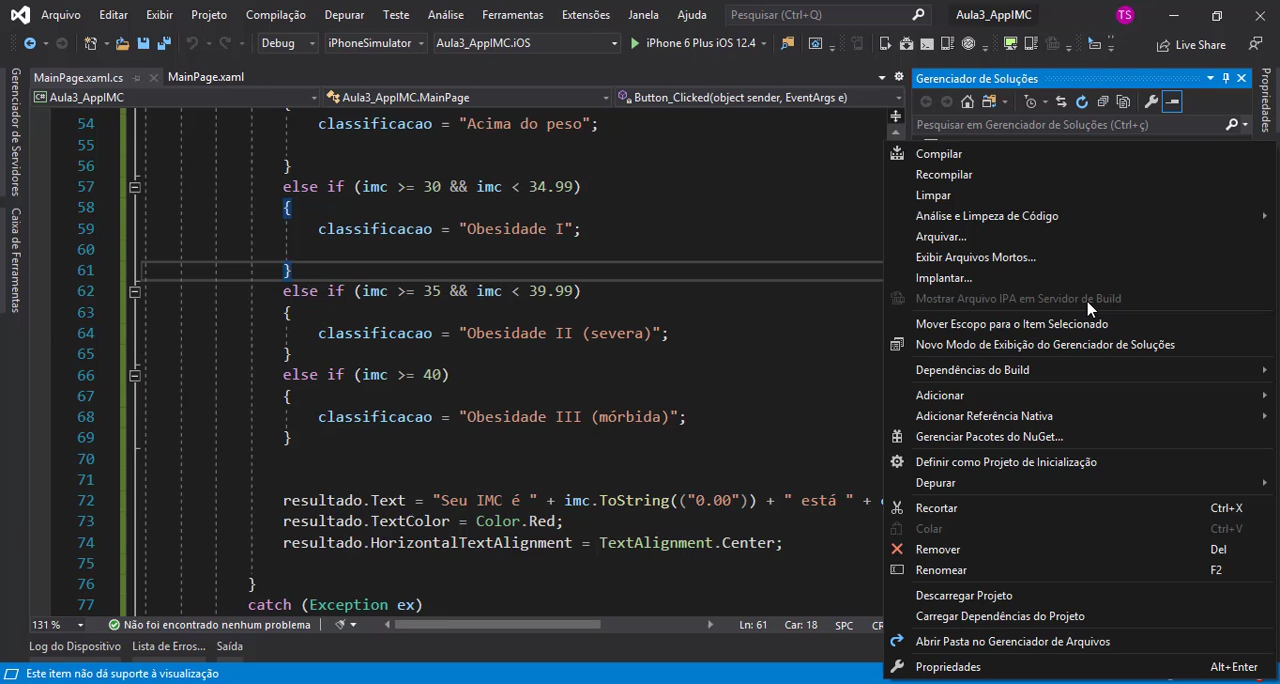 Arquivo Editar Exibir Projeto Compilação Depurar Teste Análise Ferramentas Extensões Janela Ajuda Pesquisar (Ctrl+Q) Aula3_AppIMC TS
Debug iPhoneSimulator Aula3_AppIMC.iOS iPhone 6 Plus iOS 12.4 Live Share
Gerenciador de Servidores
Caixa de Ferramentas
MainPage.xaml.cs MainPage.xaml
Aula3_AppIMC Aula3_AppIMC.MainPage Button_Clicked(object sender, EventArgs e)
54 classificacao = "Acima do peso";
55
56 }
57 else if (imc >= 30 && imc < 34.99)
58 {
59 classificacao = "Obesidade I";
60
61 }
62 else if (imc >= 35 && imc < 39.99)
63 {
64 classificacao = "Obesidade II (severa)";
65 }
66 else if (imc >= 40)
67 {
68 classificacao = "Obesidade III (mórbida)";
69 }
70
71
72 resultado.Text = "Seu IMC é " + imc.ToString(("0.00")) + " está " +
73 resultado.TextColor = Color.Red;
74 resultado.HorizontalTextAlignment = TextAlignment.Center;
75
76 }
77 catch (Exception ex)
131 % Não foi encontrado nenhum problema Ln: 61 Car: 18 SPC
Log do Dispositivo Lista de Erros... Saída
Este item não dá suporte à visualização
Gerenciador de Soluções
Pesquisar em Gerenciador de Soluções (Ctrl+ç)
Propriedades
Compilar
Recompilar
Limpar
Análise e Limpeza de Código
Arquivar...
Exibir Arquivos Mortos...
Implantar...
Mostrar Arquivo IPA em Servidor de Build
Mover Escopo para o Item Selecionado
Novo Modo de Exibição do Gerenciador de Soluções
Dependências do Build
Adicionar
Adicionar Referência Nativa
Gerenciar Pacotes do NuGet...
Definir como Projeto de Inicialização
Depurar
Recortar Ctrl+X
Colar Ctrl+V
Remover Del
Renomear F2
Descarregar Projeto
Carregar Dependências do Projeto
Abrir Pasta no Gerenciador de Arquivos
Propriedades Alt+Enter